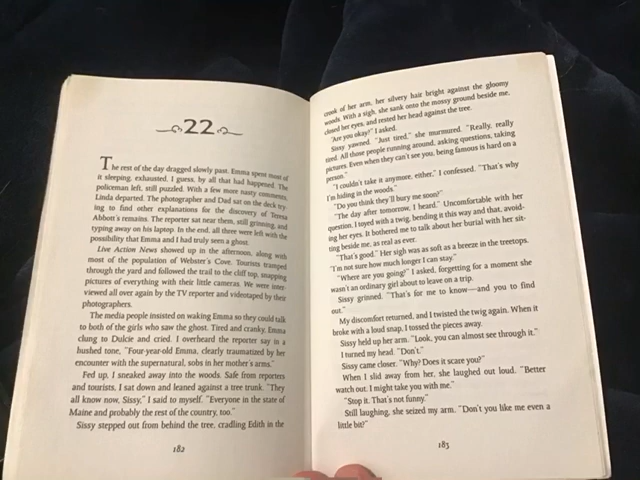 22
The rest of the day dragged slowly past. Emma spent most of
it sleeping, exhausted, I guess, by all that had happened. The
policeman left, still puzzled. With a few more nasty comments,
Linda departed. The photographer and Dad sat on the deck try-
ing to find other explanations for the discovery of Teresa
Abbott's remains. The reporter sat near them, still grinning, and
typing away on his laptop. In the end, all three were left with the
possibility that Emma and I had truly seen a ghost.
Live Action News showed up in the afternoon, along with
most of the population of Webster's Cove. Tourists tramped
through the yard and followed the trail to the cliff top, snapping
pictures of everything with their little cameras. We were inter-
viewed all over again by the TV reporter and videotaped by their
photographers.
The media people insisted on waking Emma so they could talk
to both of the girls who saw the ghost. Tired and cranky, Emma
clung to Dulcie and cried. I overheard the reporter say in a
hushed tone, "Four-year-old Emma, clearly traumatized by her
encounter with the supernatural, sobs in her mother's arms."
Fed up, I sneaked away into the woods. Safe from reporters
and tourists, I sat down and leaned against a tree trunk. "They
all know now, Sissy," I said to myself. "Everyone in the state of
Maine and probably the rest of the country, too."
Sissy stepped out from behind the tree, cradling Edith in the
182
crook of her arm, her silvery hair bright against the gloomy
woods. With a sigh, she sank onto the mossy ground beside me,
closed her eyes, and rested her head against the tree.
"Are you okay?" I asked.
Sissy yawned. "Just tired," she murmured. "Really, really
tired. All those people running around, asking questions, taking
pictures. Even when they can't see you, being famous is hard on a
person."
"I couldn't take it anymore, either," I confessed. "That's why
I'm hiding in the woods."
"Do you think they'll bury me soon?"
"The day after tomorrow, I heard." Uncomfortable with her
question, I toyed with a twig, bending it this way and that, avoid-
ing her eyes. It bothered me to talk about her burial with her sit-
ting beside me, as real as ever.
"That's good." Her sigh was as soft as a breeze in the treetops.
"I'm not sure how much longer I can stay."
"Where are you going?" I asked, forgetting for a moment she
wasn't an ordinary girl about to leave on a trip.
Sissy grinned. "That's for me to know—and you to find
out."
My discomfort returned, and I twisted the twig again. When it
broke with a loud snap, I tossed the pieces away.
Sissy held up her arm. "Look, you can almost see through it."
I turned my head. "Don't."
Sissy came closer. "Why? Does it scare you?"
When I slid away from her, she laughed out loud. "Better
watch out. I might take you with me."
"Stop it. That's not funny."
Still laughing, she seized my arm. "Don't you like me even a
little bit?"
183